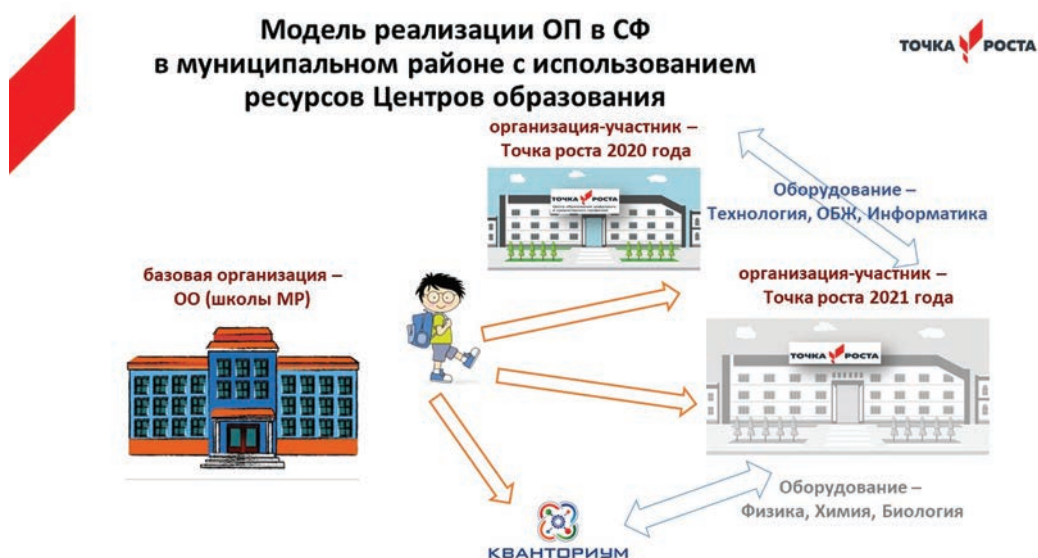 Модель реализации ОП в СФ
в муниципальном районе с использованием
ресурсов Центров образования
ТОЧКА РОСТА
организация-участник –
Точка роста 2020 года
ТОЧКА РОСТА
Оборудование –
Технология, ОБЖ, Информатика
базовая организация –
ОО (школы МР)
организация-участник –
Точка роста 2021 года
ТОЧКА РОСТА
Оборудование –
Физика, Химия, Биология
КВАНТОРИУМ